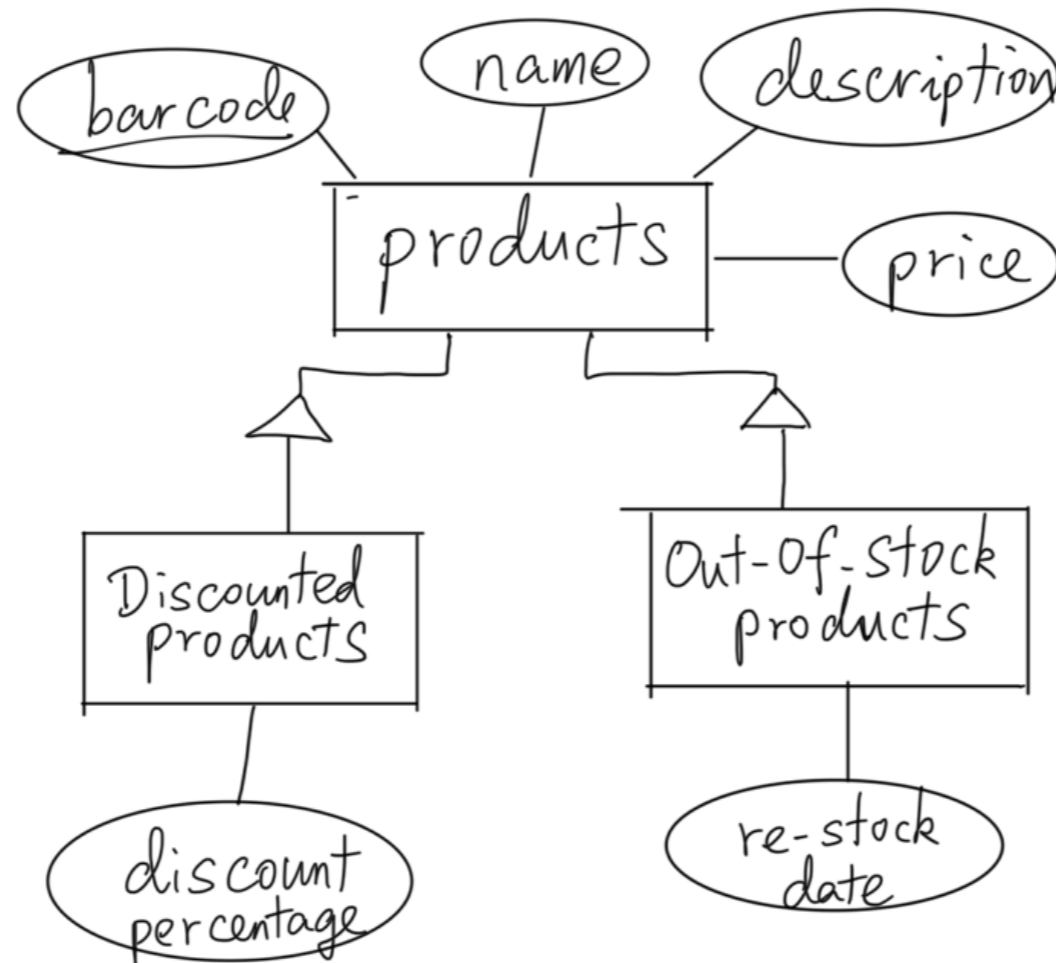 barcode
name
description
products
price
Discounted
products
Out-Of-stock
products
discount
percentage
re-stock
date